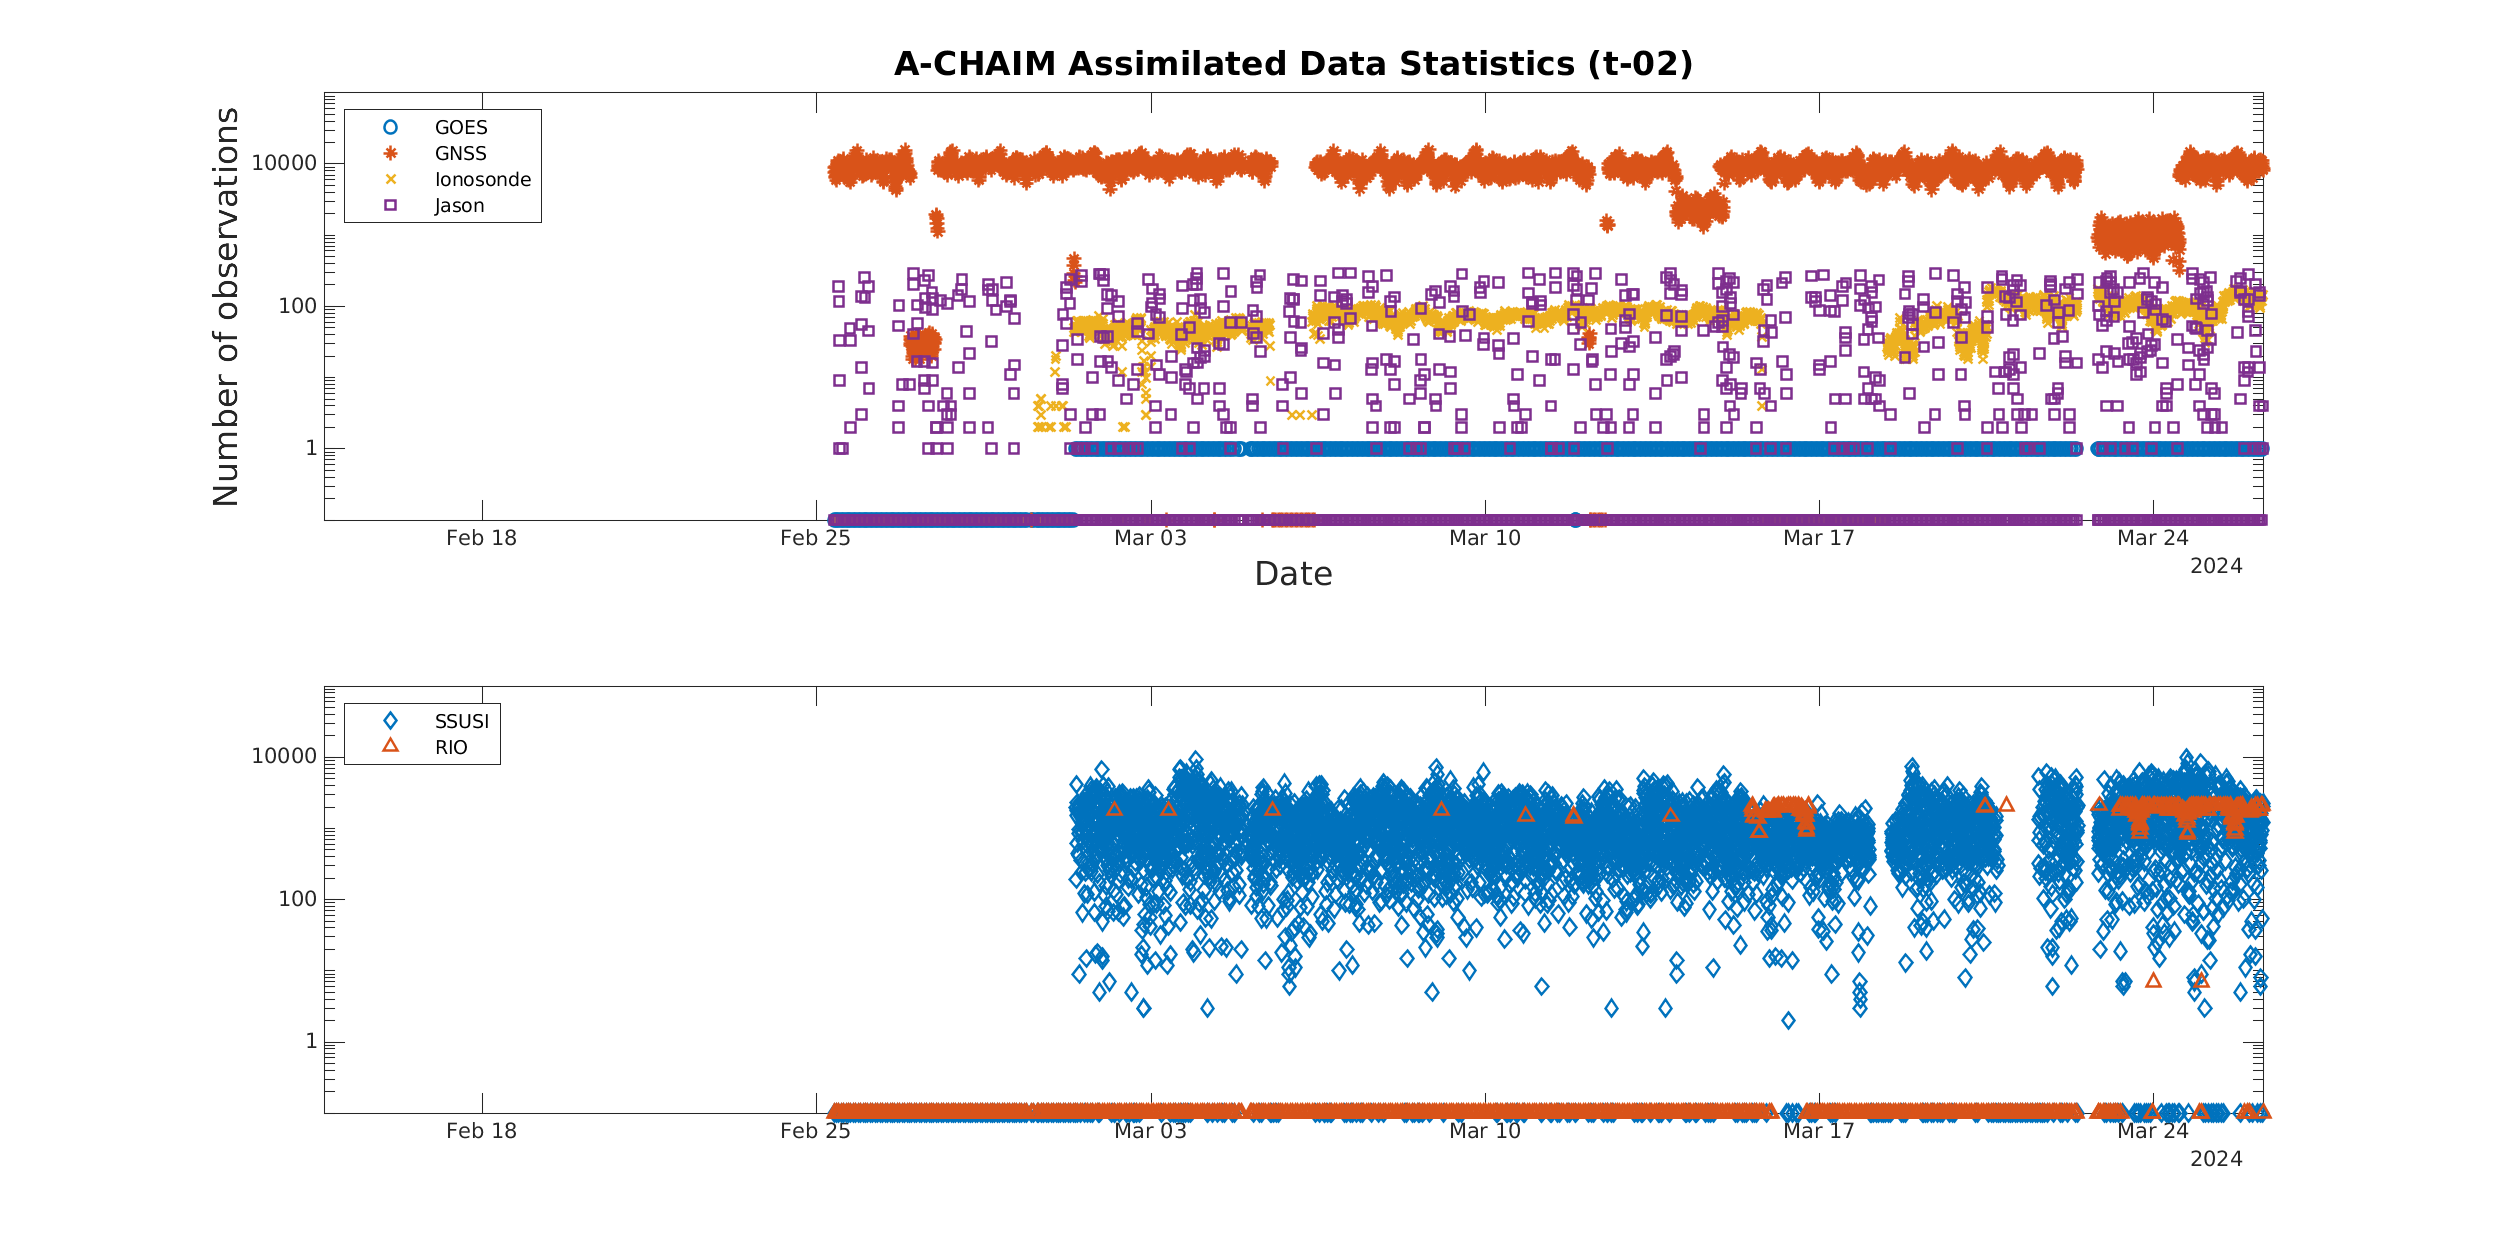 A-CHAIM Assimilated Data Statistics (t-02)
Number of observations
10000
100
1
GOES
GNSS
Ionosonde
Jason
Feb 18
Feb 25
Mar 03
Mar 10
Mar 17
Mar 24
2024
Date
10000
100
1
SSUSI
RIO
Feb 18
Feb 25
Mar 03
Mar 10
Mar 17
Mar 24
2024